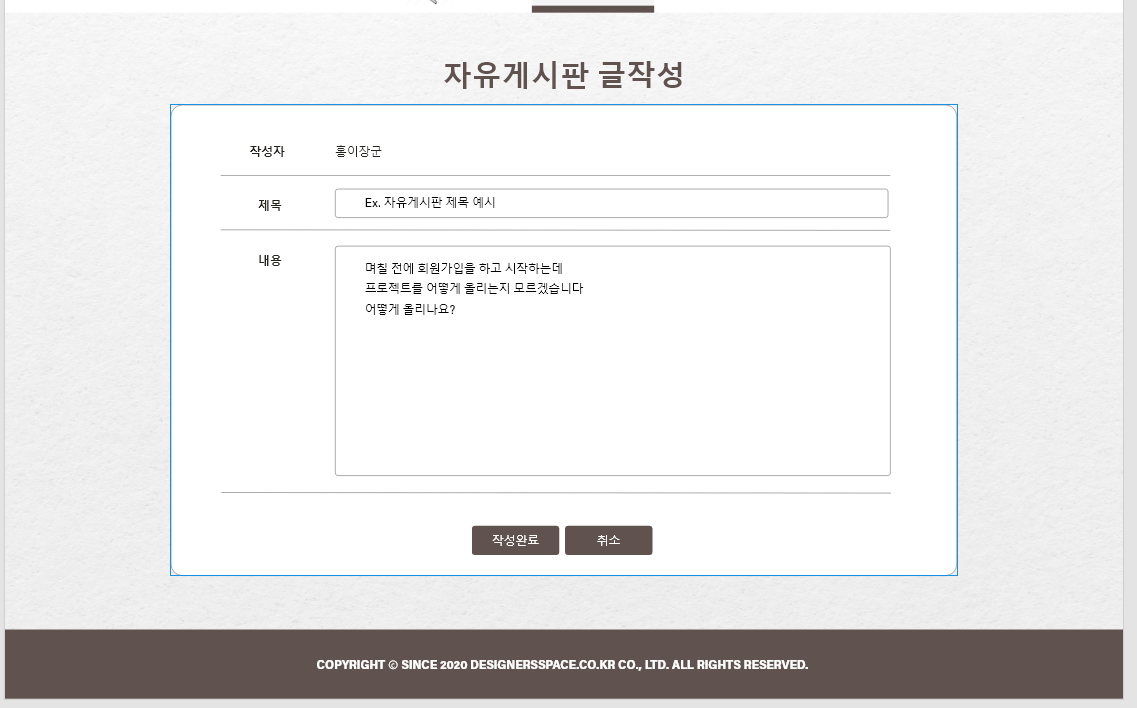 자유게시판 글작성
작성자 홍이장군
제목 Ex. 자유게시판 제목 예시
내용
며칠 전에 회원가입을 하고 시작하는데
프로젝트를 어떻게 올리는지 모르겠습니다
어떻게 올리나요?
작성완료 취소
COPYRIGHT © SINCE 2020 DESIGNERSSPACE.CO.KR CO., LTD. ALL RIGHTS RESERVED.